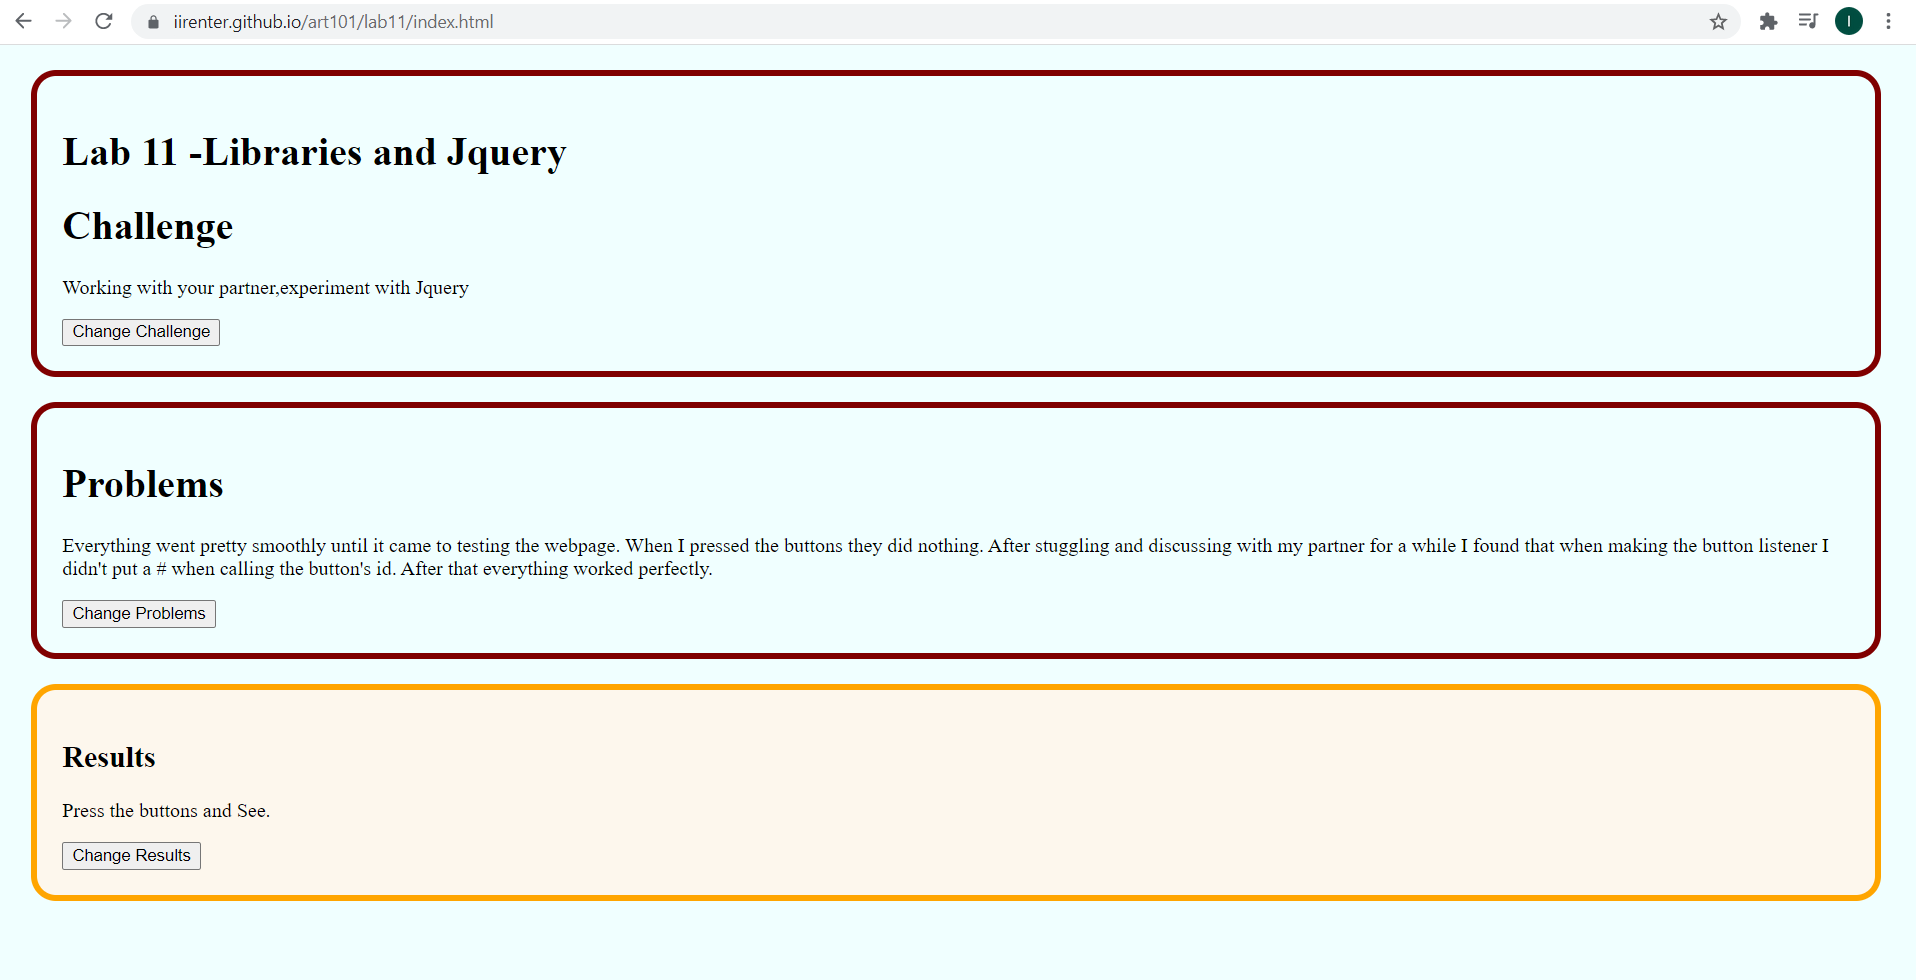 iirenter.github.io/art101/lab11/index.html
I
Lab 11 -Libraries and Jquery
Challenge
Working with your partner,experiment with Jquery
Change Challenge
Problems
Everything went pretty smoothly until it came to testing the webpage. When I pressed the buttons they did nothing. After stuggling and discussing with my partner for a while I found that when making the button listener I
didn't put a # when calling the button's id. After that everything worked perfectly.
Change Problems
Results
Press the buttons and See.
Change Results